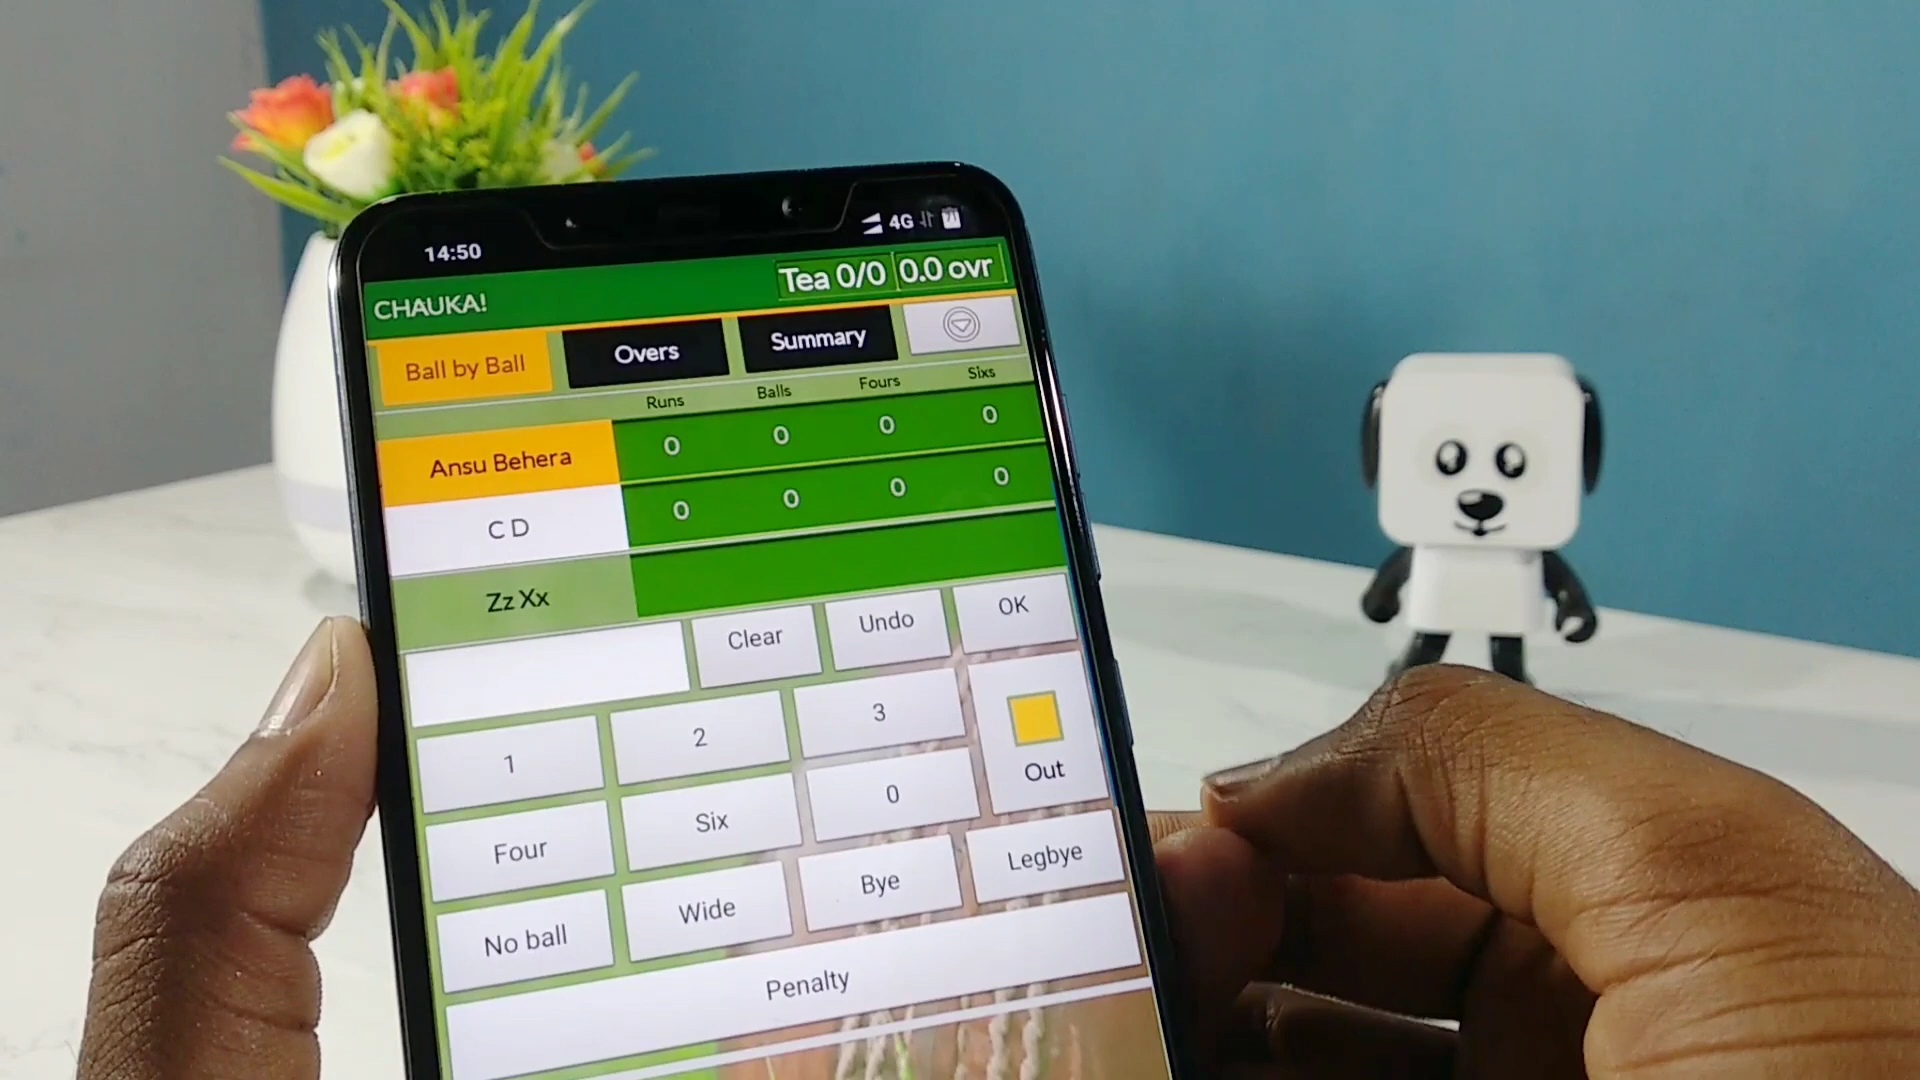 14:50 4G 71
CHAUKA! Tea 0/0 0.0 ovr
Ball by Ball Overs Summary
Runs Balls Fours Sixs
Ansu Behera 0 0 0 0
C D 0 0 0 0
Zz Xx
Clear Undo OK
1 2 3
Out
Four Six 0
No ball Wide Bye Legbye
Penalty